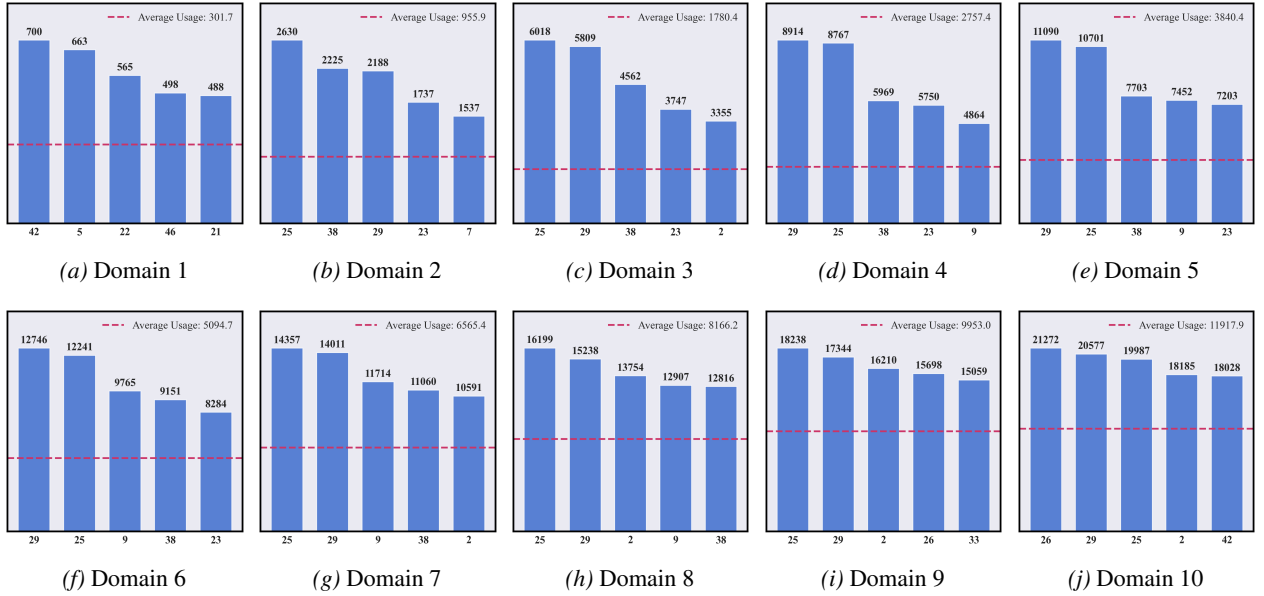 Average Usage: 301.7
700
663
565
498
488
42 5 22 46 21
(a) Domain 1
Average Usage: 955.9
2630
2225
2188
1737
1537
25 38 29 23 7
(b) Domain 2
Average Usage: 1780.4
6018
5809
4562
3747
3355
25 29 38 23 2
(c) Domain 3
Average Usage: 2757.4
8914
8767
5969
5750
4864
29 25 38 23 9
(d) Domain 4
Average Usage: 3840.4
11090
10701
7703
7452
7203
29 25 38 9 23
(e) Domain 5
Average Usage: 5094.7
12746
12241
9765
9151
8284
29 25 9 38 23
(f) Domain 6
Average Usage: 6565.4
14357
14011
11714
11060
10591
25 29 9 38 2
(g) Domain 7
Average Usage: 8166.2
16199
15238
13754
12907
12816
25 29 2 9 38
(h) Domain 8
Average Usage: 9953.0
18238
17344
16210
15698
15059
25 29 2 26 33
(i) Domain 9
Average Usage: 11917.9
21272
20577
19987
18185
18028
26 29 25 2 42
(j) Domain 10